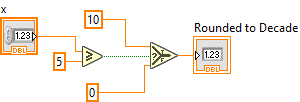 x
10
Rounded to Decade
1.23
DBL
5
≥
T
F
?
1.23
DBL
0